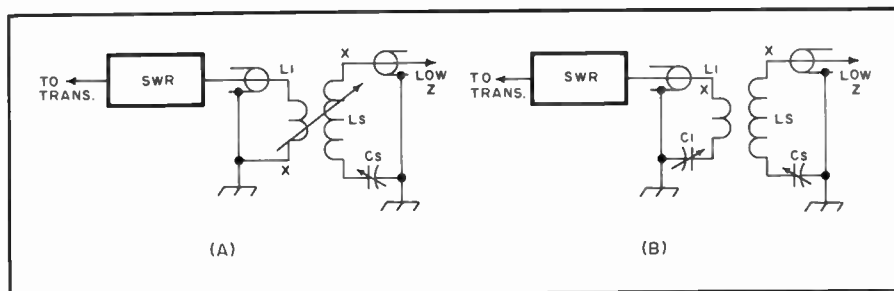 TO
TRANS.
SWR
L1
X
X
LS
CS
LOW
Z
(A)
TO
TRANS.
SWR
L1
X
C1
X
LS
CS
LOW
Z
(B)